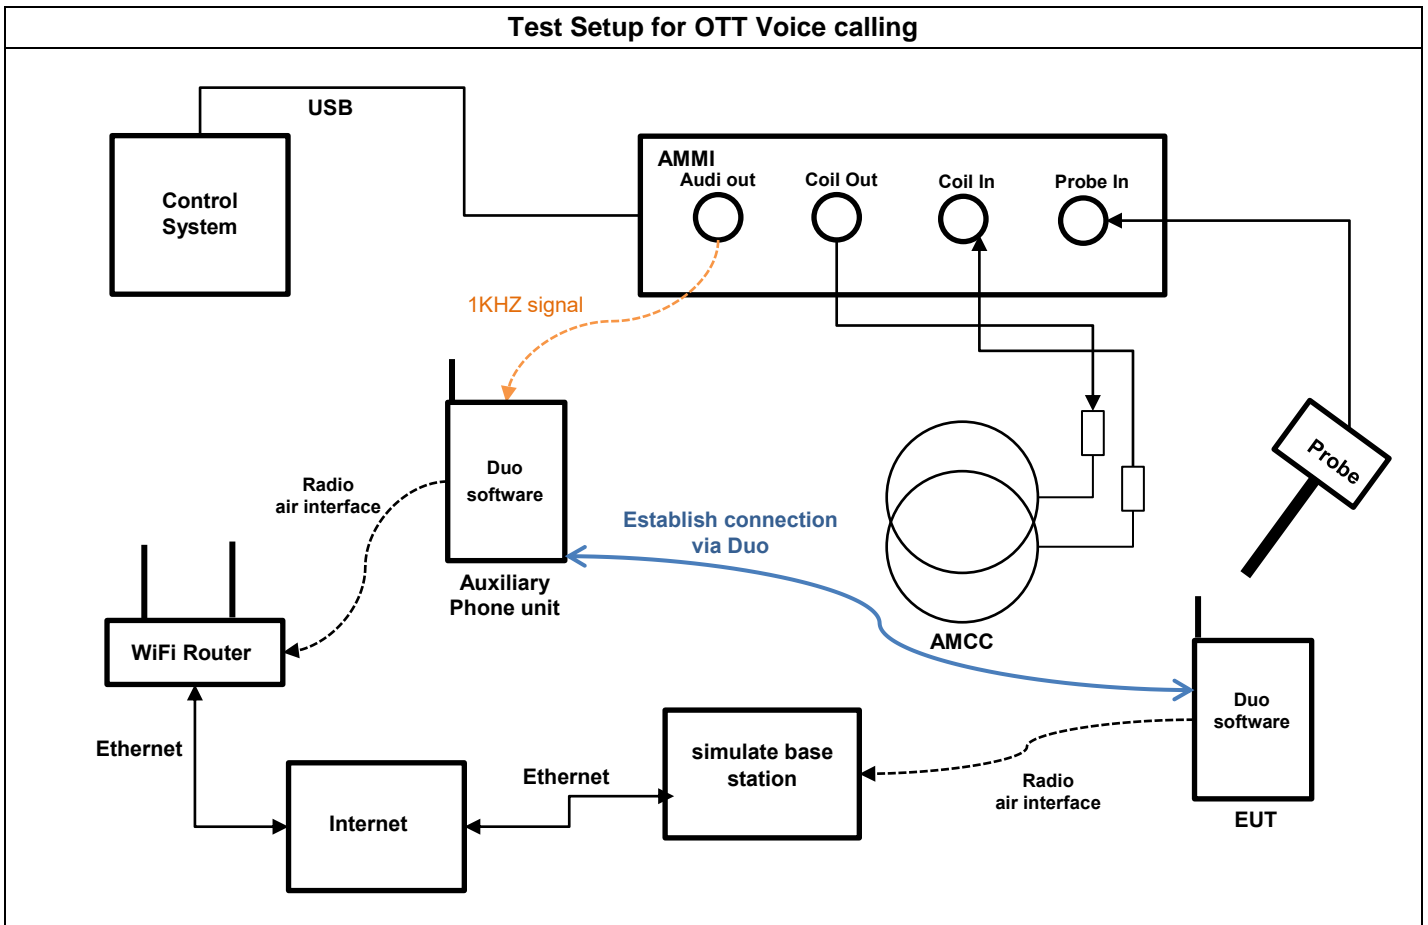 Test Setup for OTT Voice calling
USB
Control
System
AMMI
Audi out
Coil Out
Coil In
Probe In
1KHZ signal
Probe
Duo
software
Radio
air interface
Establish connection
via Duo
Auxiliary
Phone unit
AMCC
WiFi Router
Duo
software
Ethernet
simulate base
station
Ethernet
Radio
air interface
Internet
EUT